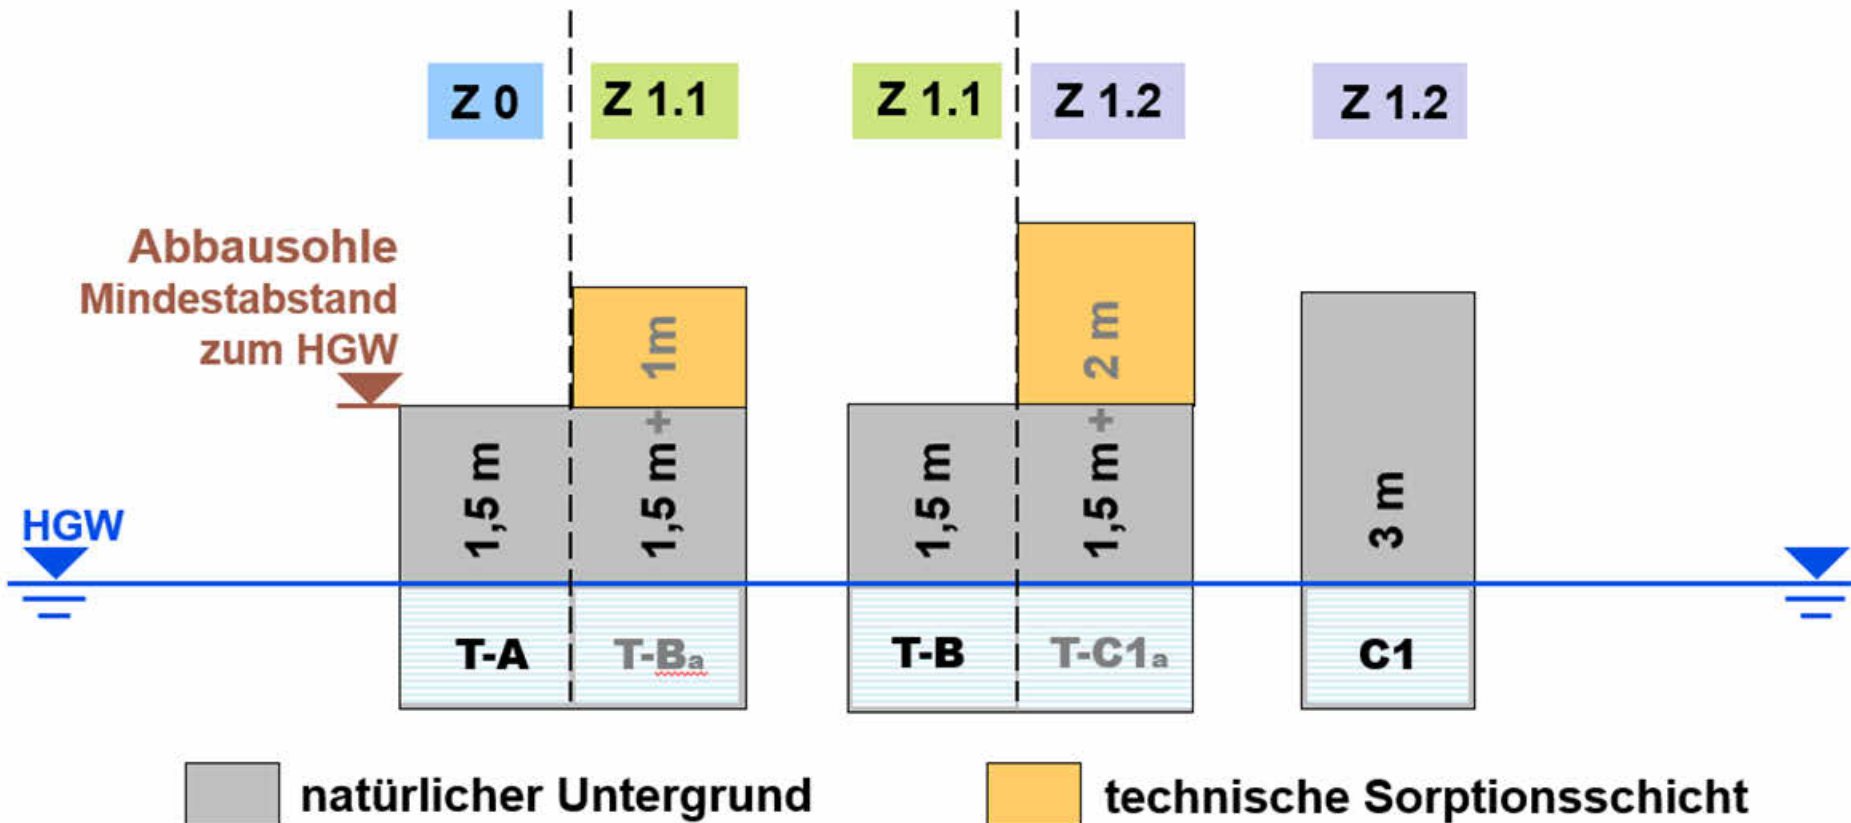 Z 0
Z 1.1
Z 1.1
Z 1.2
Z 1.2
Abbausohle
Mindestabstand
zum HGW
HGW
1,5 m
1,5 m + 1m
1,5 m
1,5 m + 2 m
3 m
T-A
T-Ba
T-B
T-C1a
C1
natürlicher Untergrund
technische Sorptionsschicht